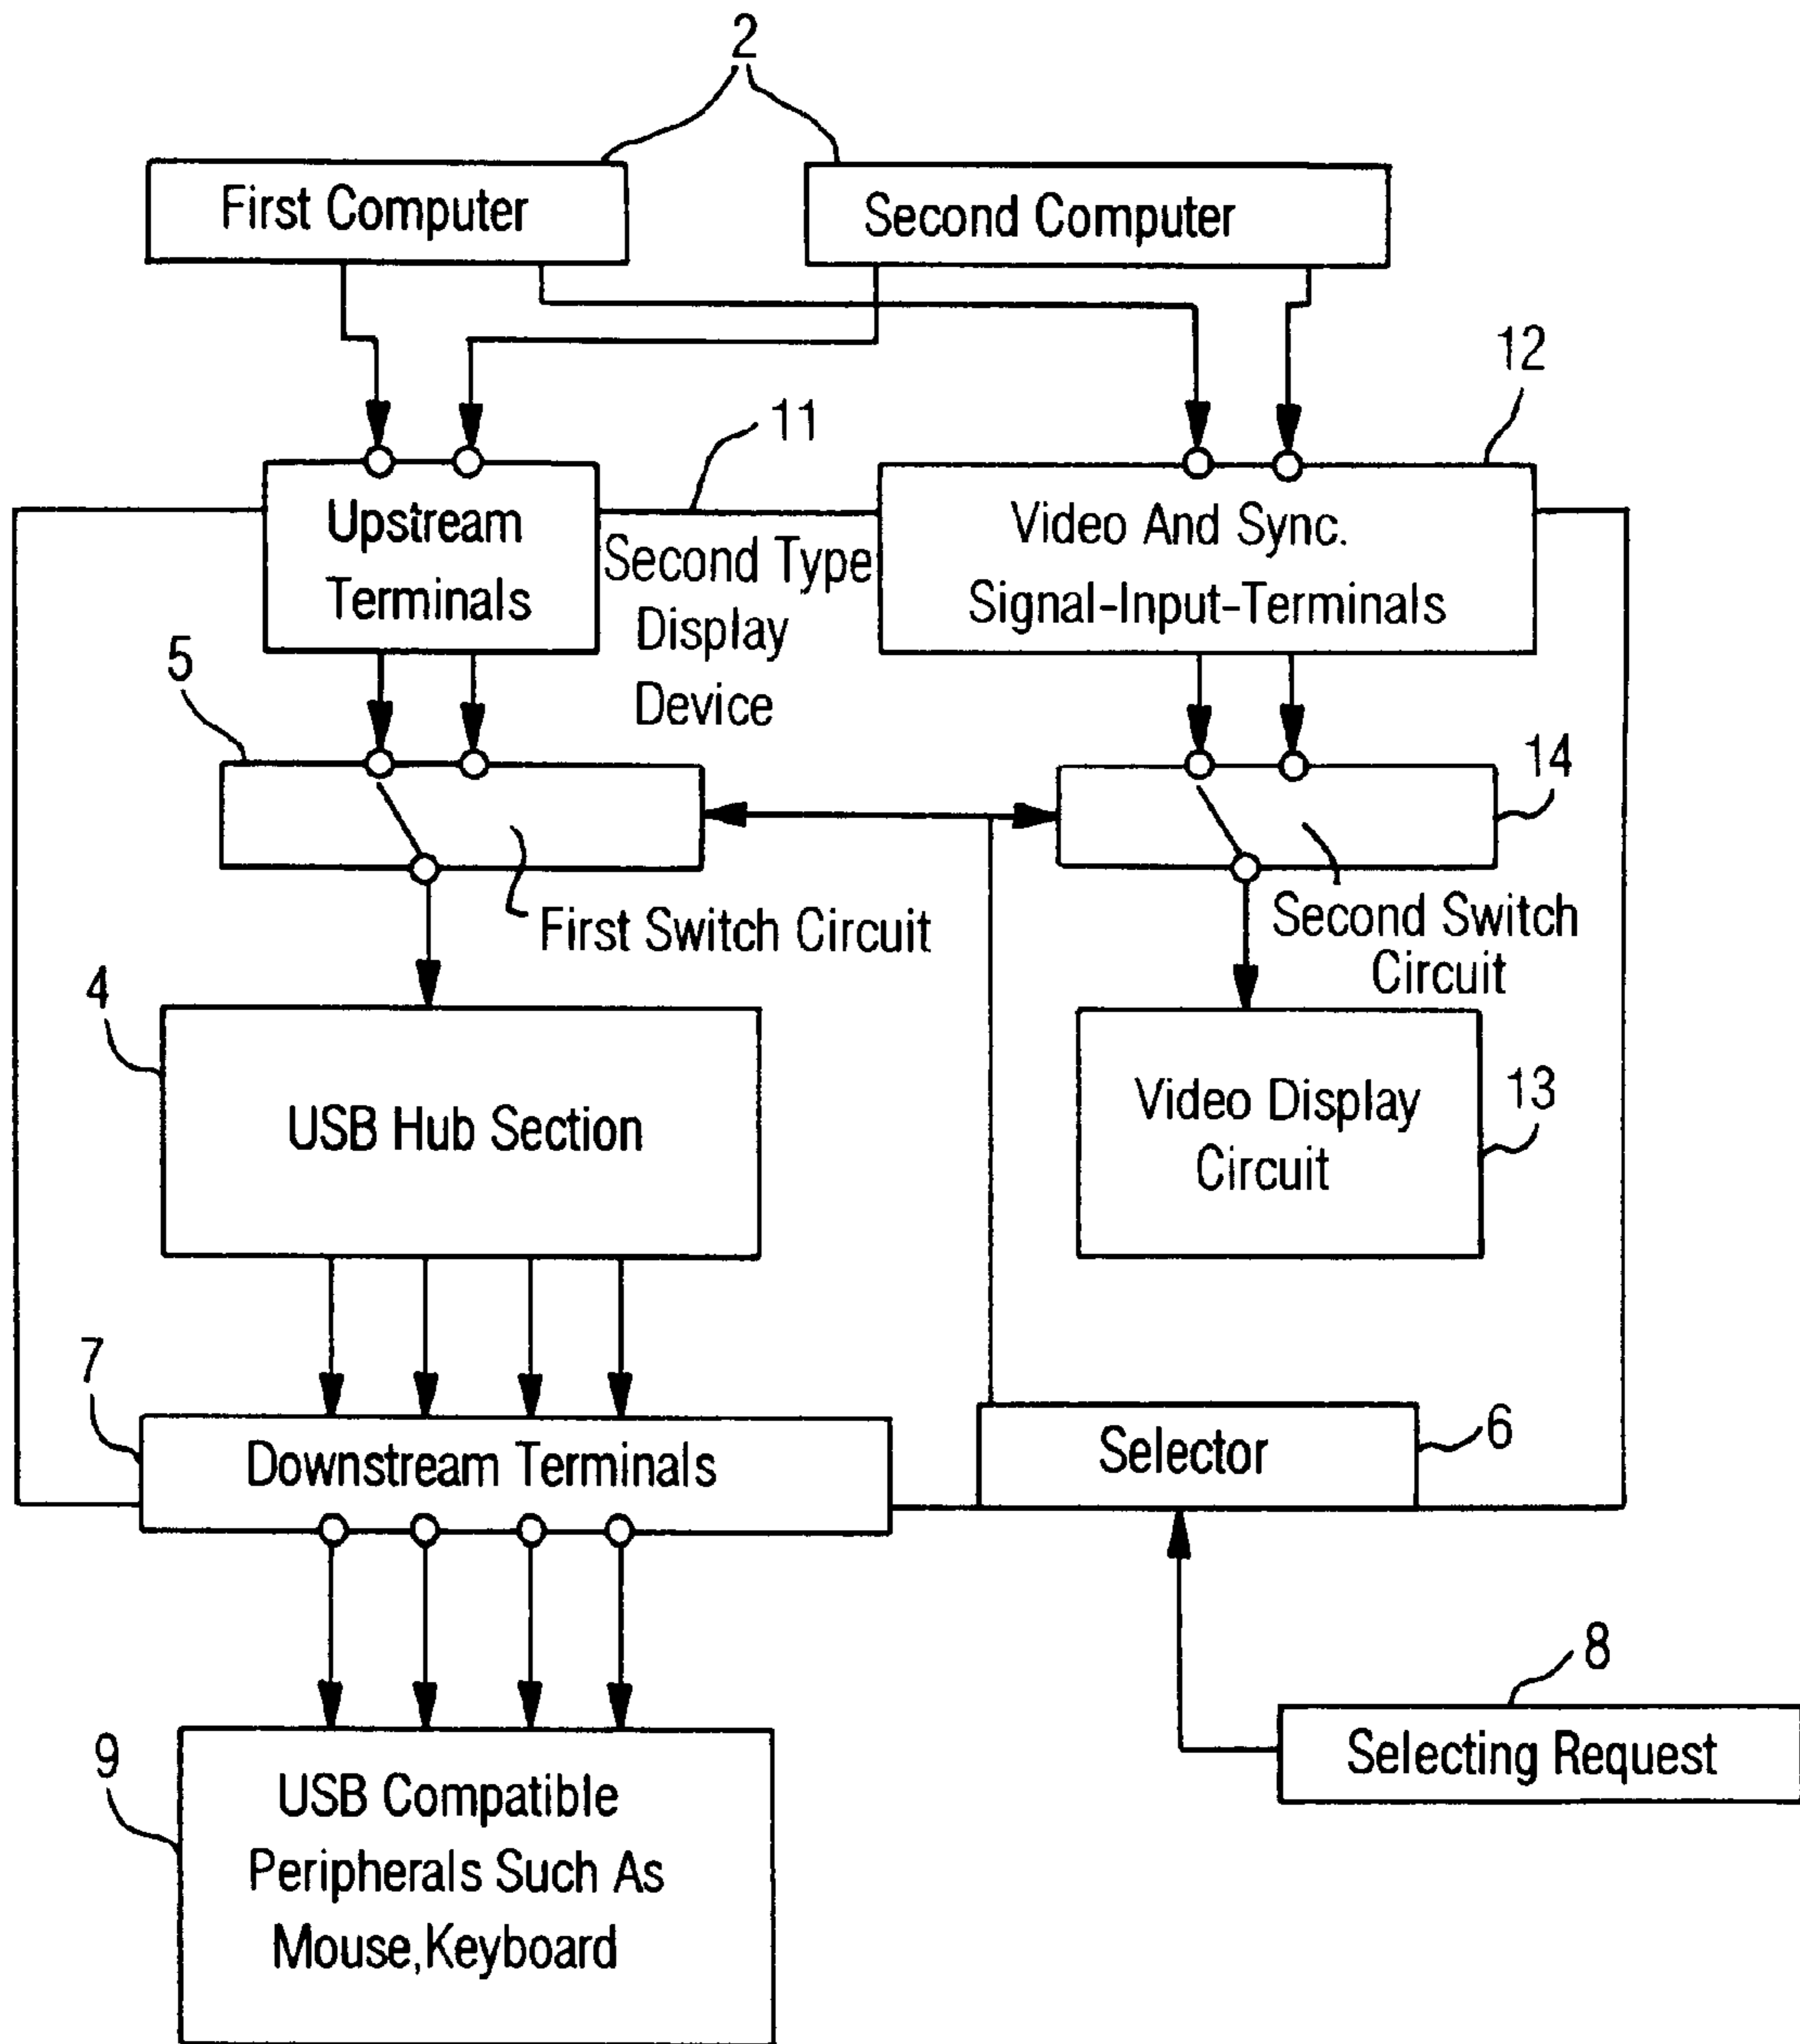 2
First Computer
Second Computer
12
11
Upstream
Terminals
Second Type
Display
Device
Video And Sync.
Signal-Input-Terminals
5
14
First Switch Circuit
Second Switch
Circuit
4
USB Hub Section
Video Display
Circuit
13
7
Downstream Terminals
Selector
6
8
Selecting Request
9
USB Compatible
Peripherals Such As
Mouse,Keyboard